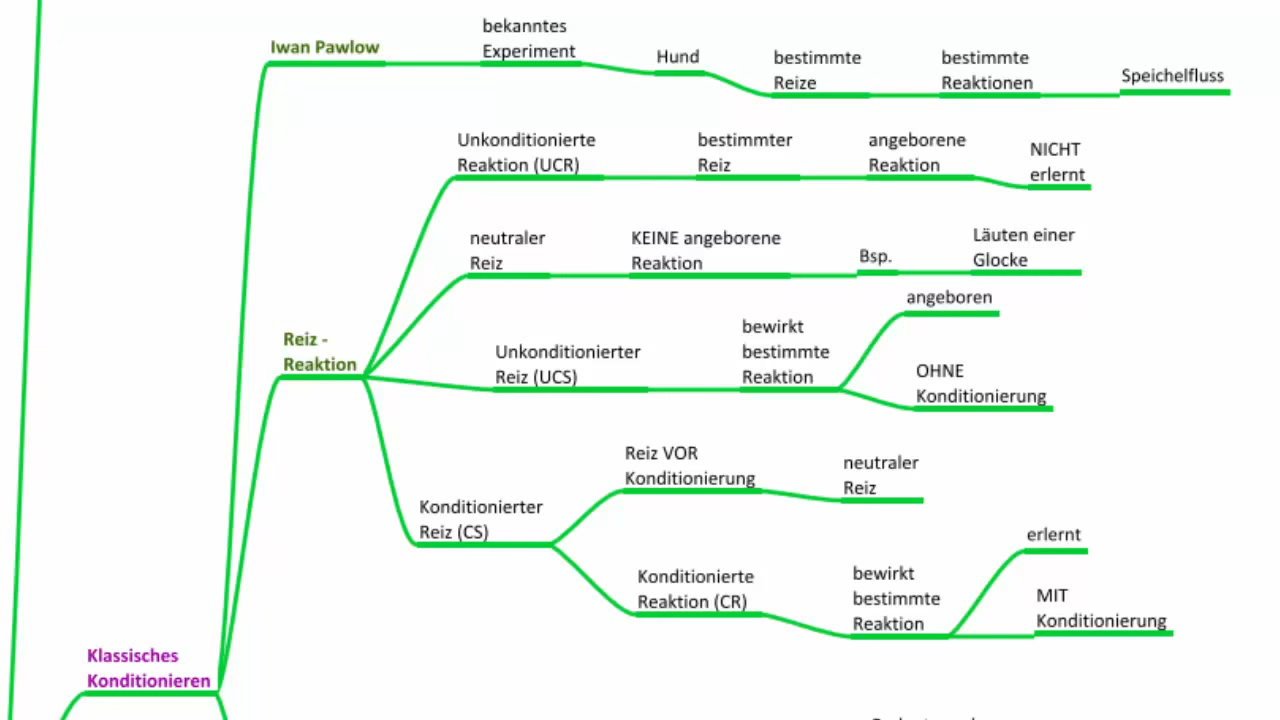 Iwan Pawlow
bekanntes
Experiment
Hund
bestimmte
Reize
bestimmte
Reaktionen
Speichelfluss
Unkonditionierte
Reaktion (UCR)
bestimmter
Reiz
angeborene
Reaktion
NICHT
erlernt
neutraler
Reiz
KEINE angeborene
Reaktion
Bsp.
Läuten einer
Glocke
Reiz -
Reaktion
Unkonditionierter
Reiz (UCS)
bewirkt
bestimmte
Reaktion
angeboren
OHNE
Konditionierung
Konditionierter
Reiz (CS)
Reiz VOR
Konditionierung
neutraler
Reiz
Konditionierte
Reaktion (CR)
bewirkt
bestimmte
Reaktion
erlernt
MIT
Konditionierung
Klassisches
Konditionieren